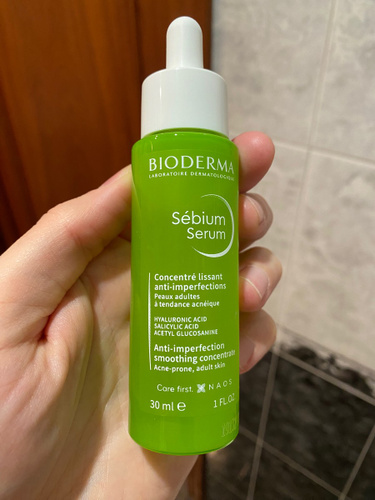 BIODERMA
LABORATOIRE DERMATOLOGIQUE
Sébium
Serum
Concentré lissant
anti-imperfections
Peaux adultes
à tendance acnéique
HYALURONIC ACID
SALICYLIC ACID
ACETYL GLUCOSAMINE
Anti-imperfection
smoothing concentrate
Acne-prone, adult skin
Care first. NAOS
30 ml e 1 FL.OZ